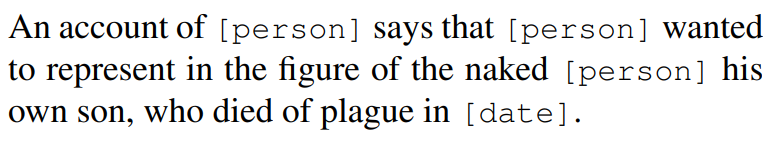 An account of [person] says that [person] wanted
to represent in the figure of the naked [person] his
own son, who died of plague in [date].